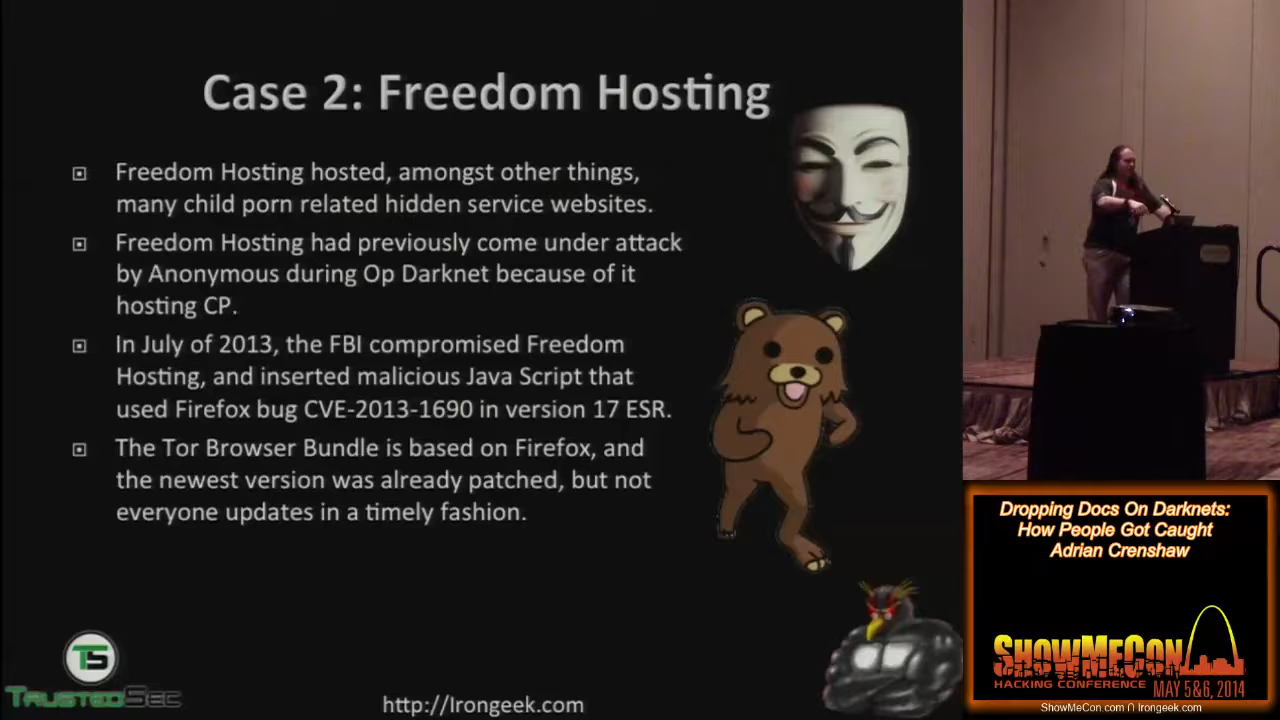 Case 2: Freedom Hosting
Freedom Hosting hosted, amongst other things,
many child porn related hidden service websites.
Freedom Hosting had previously come under attack
by Anonymous during Op Darknet because of it
hosting CP.
In July of 2013, the FBI compromised Freedom
Hosting, and inserted malicious Java Script that
used Firefox bug CVE-2013-1690 in version 17 ESR.
The Tor Browser Bundle is based on Firefox, and
the newest version was already patched, but not
everyone updates in a timely fashion.
TS
TRUSTEDSEC
http://Irongeek.com
Dropping Docs On Darknets:
How People Got Caught
Adrian Crenshaw
SHOWMECON
HACKING CONFERENCE
MAY 5&6, 2014
ShowMeCon.com ∩ Irongeek.com